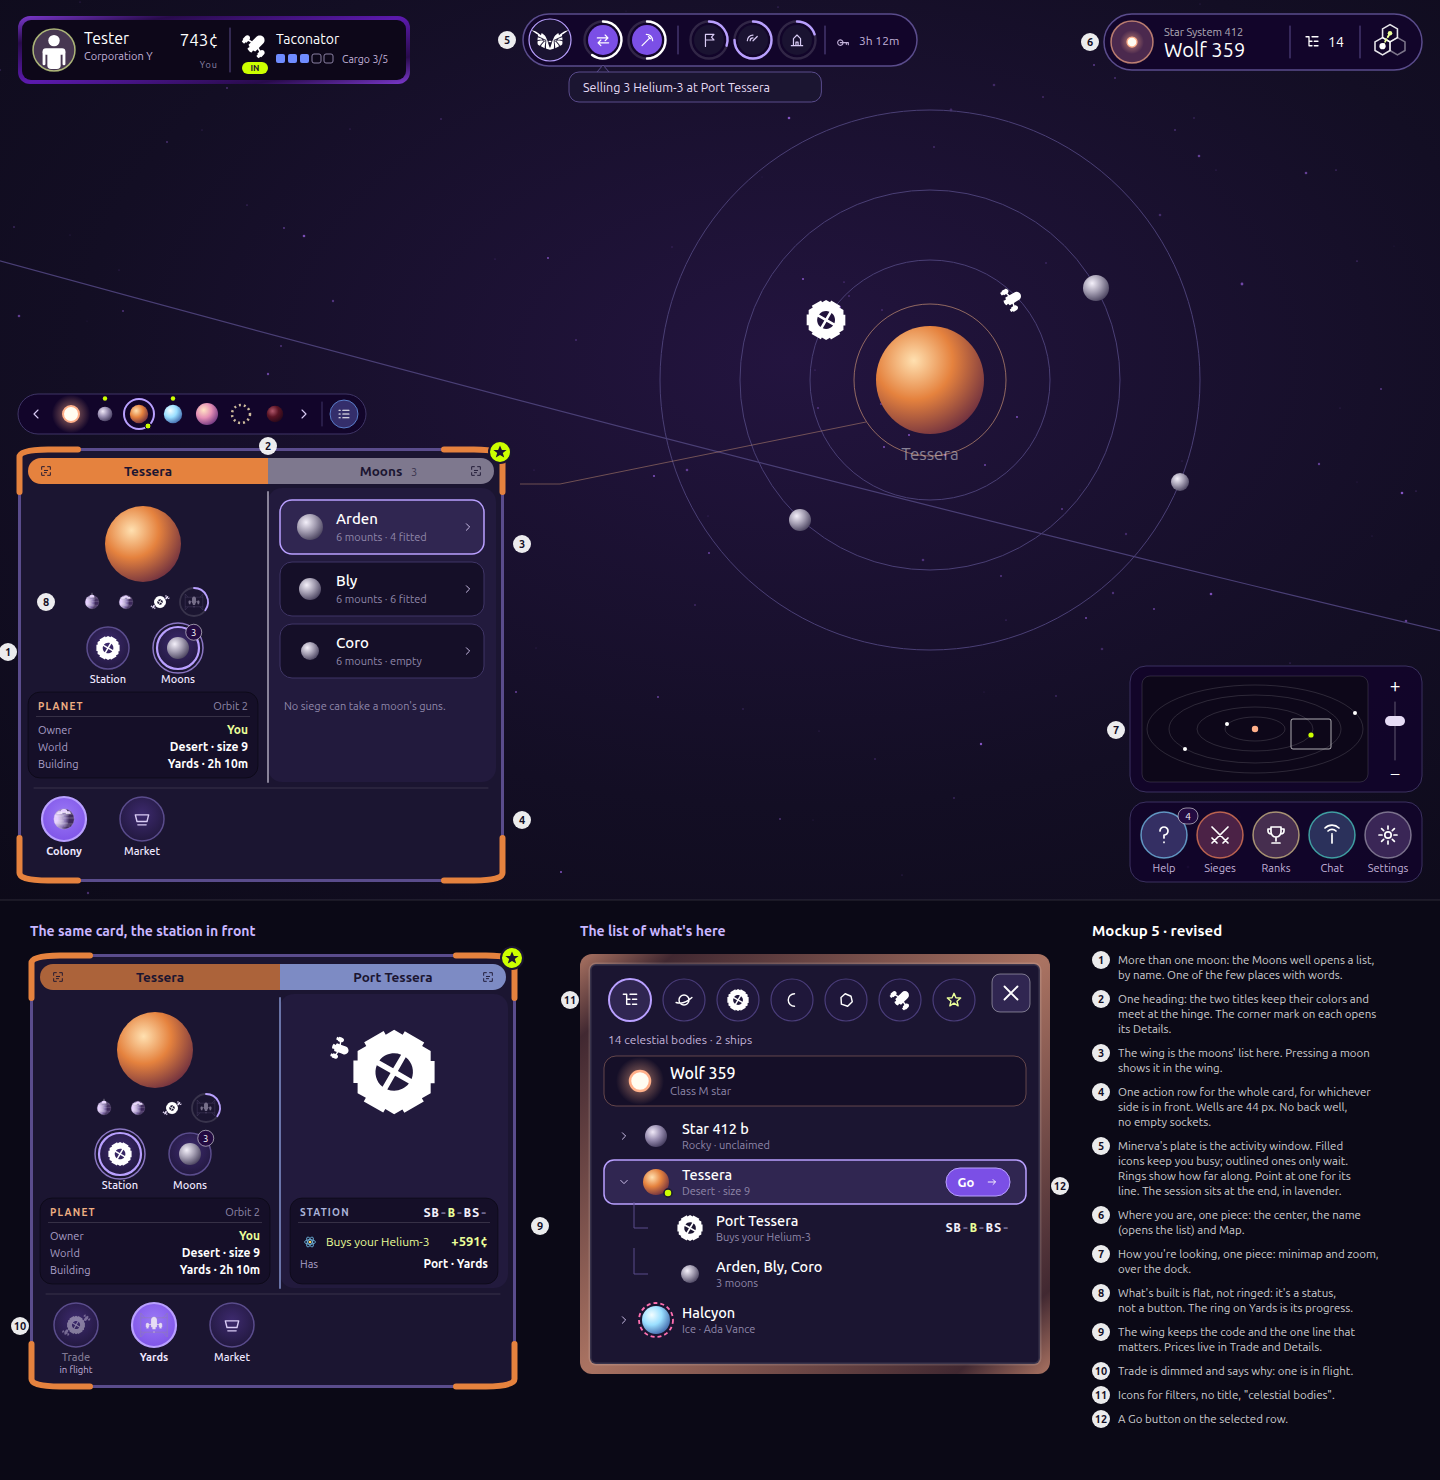 Tester
743¢
Corporation Y
You
Taconator
IN
Cargo 3/5
5
3h 12m
Selling 3 Helium-3 at Port Tessera
6
Star System 412
Wolf 359
14
Tessera
2
Tessera
Moons 3
Arden
6 mounts · 4 fitted
3
Bly
6 mounts · 6 fitted
8
3
Coro
6 mounts · empty
1
Station
Moons
No siege can take a moon's guns.
PLANET
Orbit 2
Owner
You
World
Desert · size 9
Building
Yards · 2h 10m
4
Colony
Market
7
+
−
4
Help
Sieges
Ranks
Chat
Settings
The same card, the station in front
Tessera
Port Tessera
3
Station
Moons
PLANET
Orbit 2
Owner
You
World
Desert · size 9
Building
Yards · 2h 10m
STATION
SB-B-BS-
Buys your Helium-3
+591¢
Has
Port · Yards
9
10
Trade
in flight
Yards
Market
The list of what's here
11
14 celestial bodies · 2 ships
Wolf 359
Class M star
Star 412 b
Rocky · unclaimed
Tessera
Desert · size 9
Go
12
Port Tessera
Buys your Helium-3
SB-B-BS-
Arden, Bly, Coro
3 moons
Halcyon
Ice · Ada Vance
Mockup 5 · revised
1 More than one moon: the Moons well opens a list,
by name. One of the few places with words.
2 One heading: the two titles keep their colors and
meet at the hinge. The corner mark on each opens
its Details.
3 The wing is the moons' list here. Pressing a moon
shows it in the wing.
4 One action row for the whole card, for whichever
side is in front. Wells are 44 px. No back well,
no empty sockets.
5 Minerva's plate is the activity window. Filled
icons keep you busy; outlined ones only wait.
Rings show how far along. Point at one for its
line. The session sits at the end, in lavender.
6 Where you are, one piece: the center, the name
(opens the list) and Map.
7 How you're looking, one piece: minimap and zoom,
over the dock.
8 What's built is flat, not ringed: it's a status,
not a button. The ring on Yards is its progress.
9 The wing keeps the code and the one line that
matters. Prices live in Trade and Details.
10 Trade is dimmed and says why: one is in flight.
11 Icons for filters, no title, "celestial bodies".
12 A Go button on the selected row.